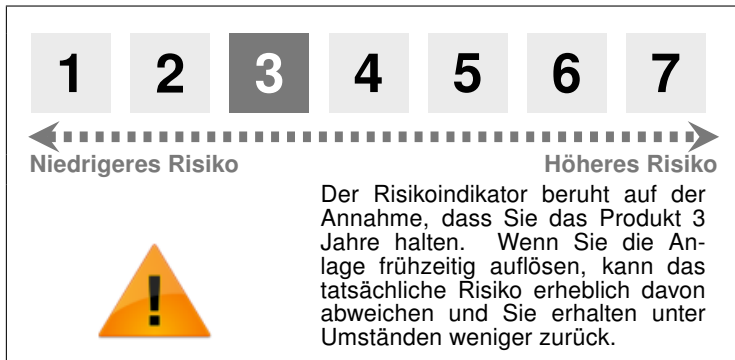 1 2 3 4 5 6 7
Niedrigeres Risiko Höheres Risiko
Der Risikoindikator beruht auf der
Annahme, dass Sie das Produkt 3
Jahre halten. Wenn Sie die An-
lage frühzeitig auflösen, kann das
tatsächliche Risiko erheblich davon
abweichen und Sie erhalten unter
Umständen weniger zurück.
!